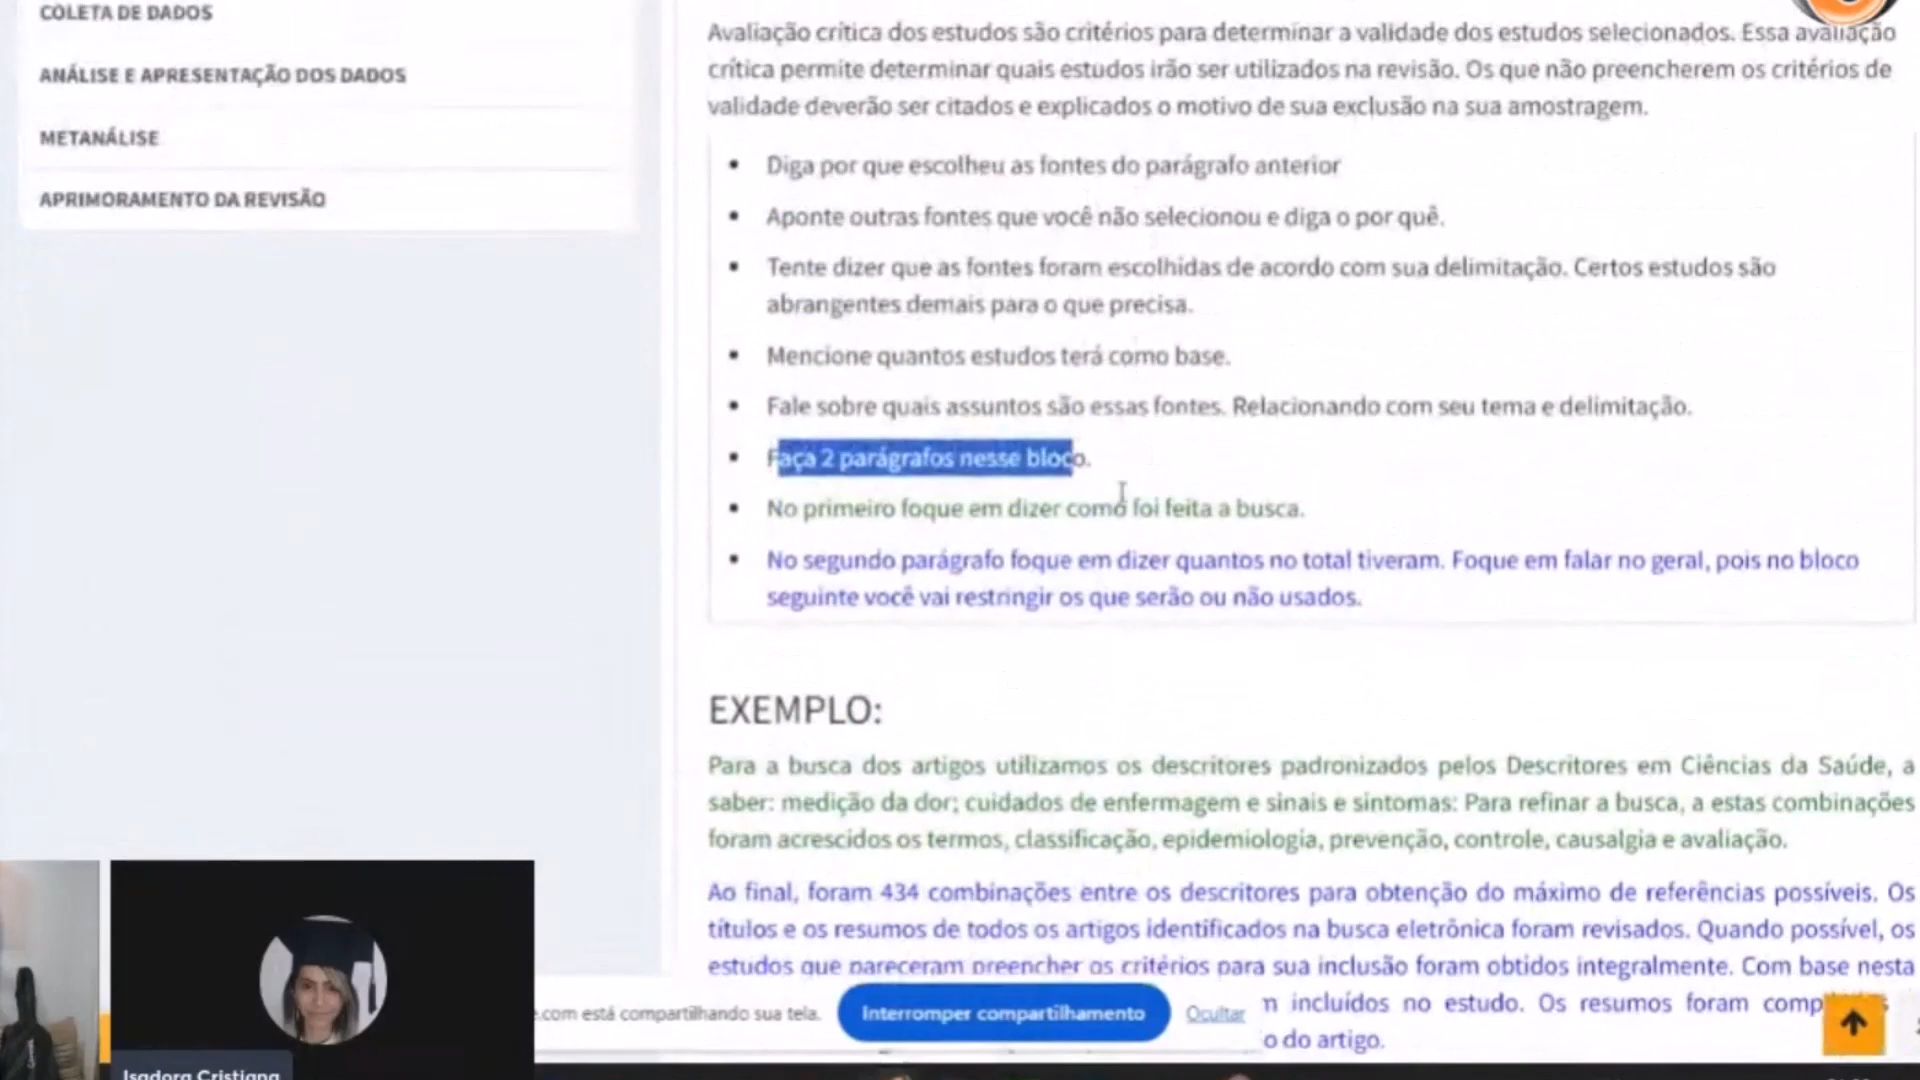 COLETA DE DADOS
ANÁLISE E APRESENTAÇÃO DOS DADOS
METANÁLISE
APRIMORAMENTO DA REVISÃO
Avaliação crítica dos estudos são critérios para determinar a validade dos estudos selecionados. Essa avaliação
crítica permite determinar quais estudos irão ser utilizados na revisão. Os que não preencherem os critérios de
validade deverão ser citados e explicados o motivo de sua exclusão na sua amostragem.
▪ Diga por que escolheu as fontes do parágrafo anterior
▪ Aponte outras fontes que você não selecionou e diga o por quê.
▪ Tente dizer que as fontes foram escolhidas de acordo com sua delimitação. Certos estudos são
abrangentes demais para o que precisa.
▪ Mencione quantos estudos terá como base.
▪ Fale sobre quais assuntos são essas fontes. Relacionando com seu tema e delimitação.
▪ Faça 2 parágrafos nesse bloco.
▪ No primeiro foque em dizer como foi feita a busca.
▪ No segundo parágrafo foque em dizer quantos no total tiveram. Foque em falar no geral, pois no bloco
seguinte você vai restringir os que serão ou não usados.
EXEMPLO:
Para a busca dos artigos utilizamos os descritores padronizados pelos Descritores em Ciências da Saúde, a
saber: medição da dor; cuidados de enfermagem e sinais e sintomas: Para refinar a busca, a estas combinações
foram acrescidos os termos, classificação, epidemiologia, prevenção, controle, causalgia e avaliação.
Ao final, foram 434 combinações entre os descritores para obtenção do máximo de referências possíveis. Os
títulos e os resumos de todos os artigos identificados na busca eletrônica foram revisados. Quando possível, os
estudos que pareceram preencher os critérios para sua inclusão foram obtidos integralmente. Com base nesta
incluídos no estudo. Os resumos foram
o do artigo.
.com está compartilhando sua tela.
Interromper compartilhamento
Ocultar
Isadora Cristiana